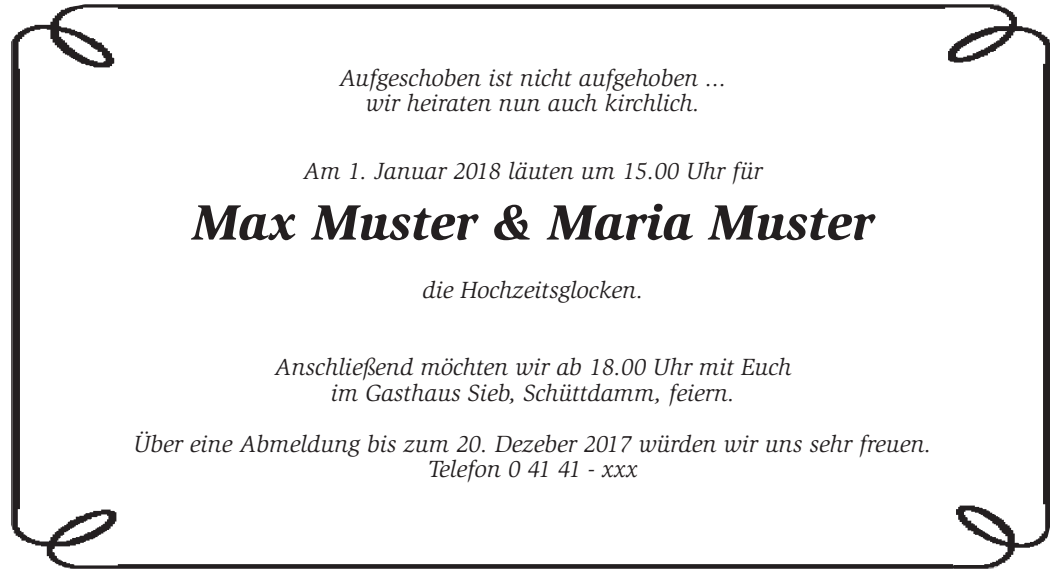 Aufgeschoben ist nicht aufgehoben ...
wir heiraten nun auch kirchlich.
Am 1. Januar 2018 läuten um 15.00 Uhr für
Max Muster & Maria Muster
die Hochzeitsglocken.
Anschließend möchten wir ab 18.00 Uhr mit Euch
im Gasthaus Sieb, Schüttdamm, feiern.
Über eine Abmeldung bis zum 20. Dezeber 2017 würden wir uns sehr freuen.
Telefon 0 41 41 - xxx